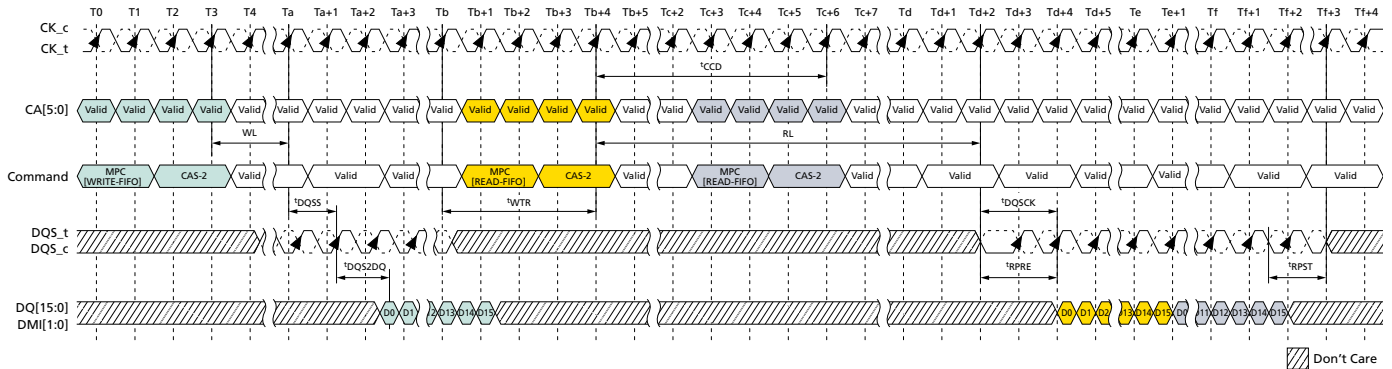 T0 T1 T2 T3 T4 Ta Ta+1 Ta+2 Ta+3 Tb Tb+1 Tb+2 Tb+3 Tb+4 Tb+5 Tc+2 Tc+3 Tc+4 Tc+5 Tc+6 Tc+7 Td Td+1 Td+2 Td+3 Td+4 Td+5 Te Te+1 Tf Tf+1 Tf+2 Tf+3 Tf+4
CK_c
CK_t
tCCD
CA[5:0] Valid Valid Valid Valid Valid Valid Valid Valid Valid Valid Valid Valid Valid Valid Valid Valid Valid Valid Valid Valid Valid Valid Valid Valid Valid Valid Valid Valid Valid Valid Valid Valid Valid Valid
WL RL
Command MPC [WRITE-FIFO] CAS-2 Valid Valid Valid MPC [READ-FIFO] CAS-2 Valid MPC [READ-FIFO] CAS-2 Valid Valid Valid Valid Valid Valid Valid
tDQSS tWTR tDQSCK
DQS_t
DQS_c
tDQS2DQ tRPRE tRPST
DQ[15:0] D0 D1 D13 D14 D15 D0 D1 D2 D13 D14 D15 D0 D11 D12 D13 D14 D15
DMI[1:0]
Don't Care